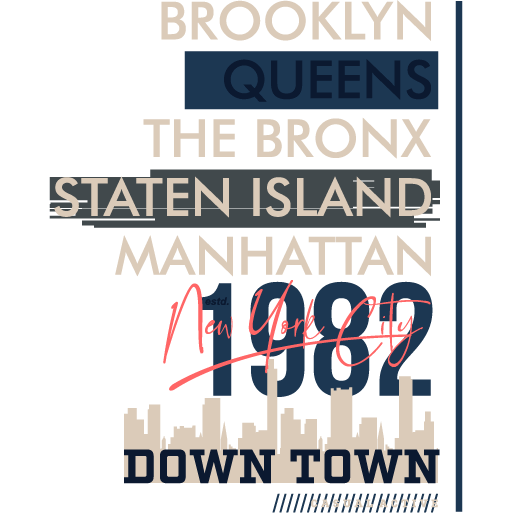 BROOKLYN
QUEENS
THE BRONX
STATEN ISLAND
MANHATTAN
estd.
1982
New York City
DOWN TOWN